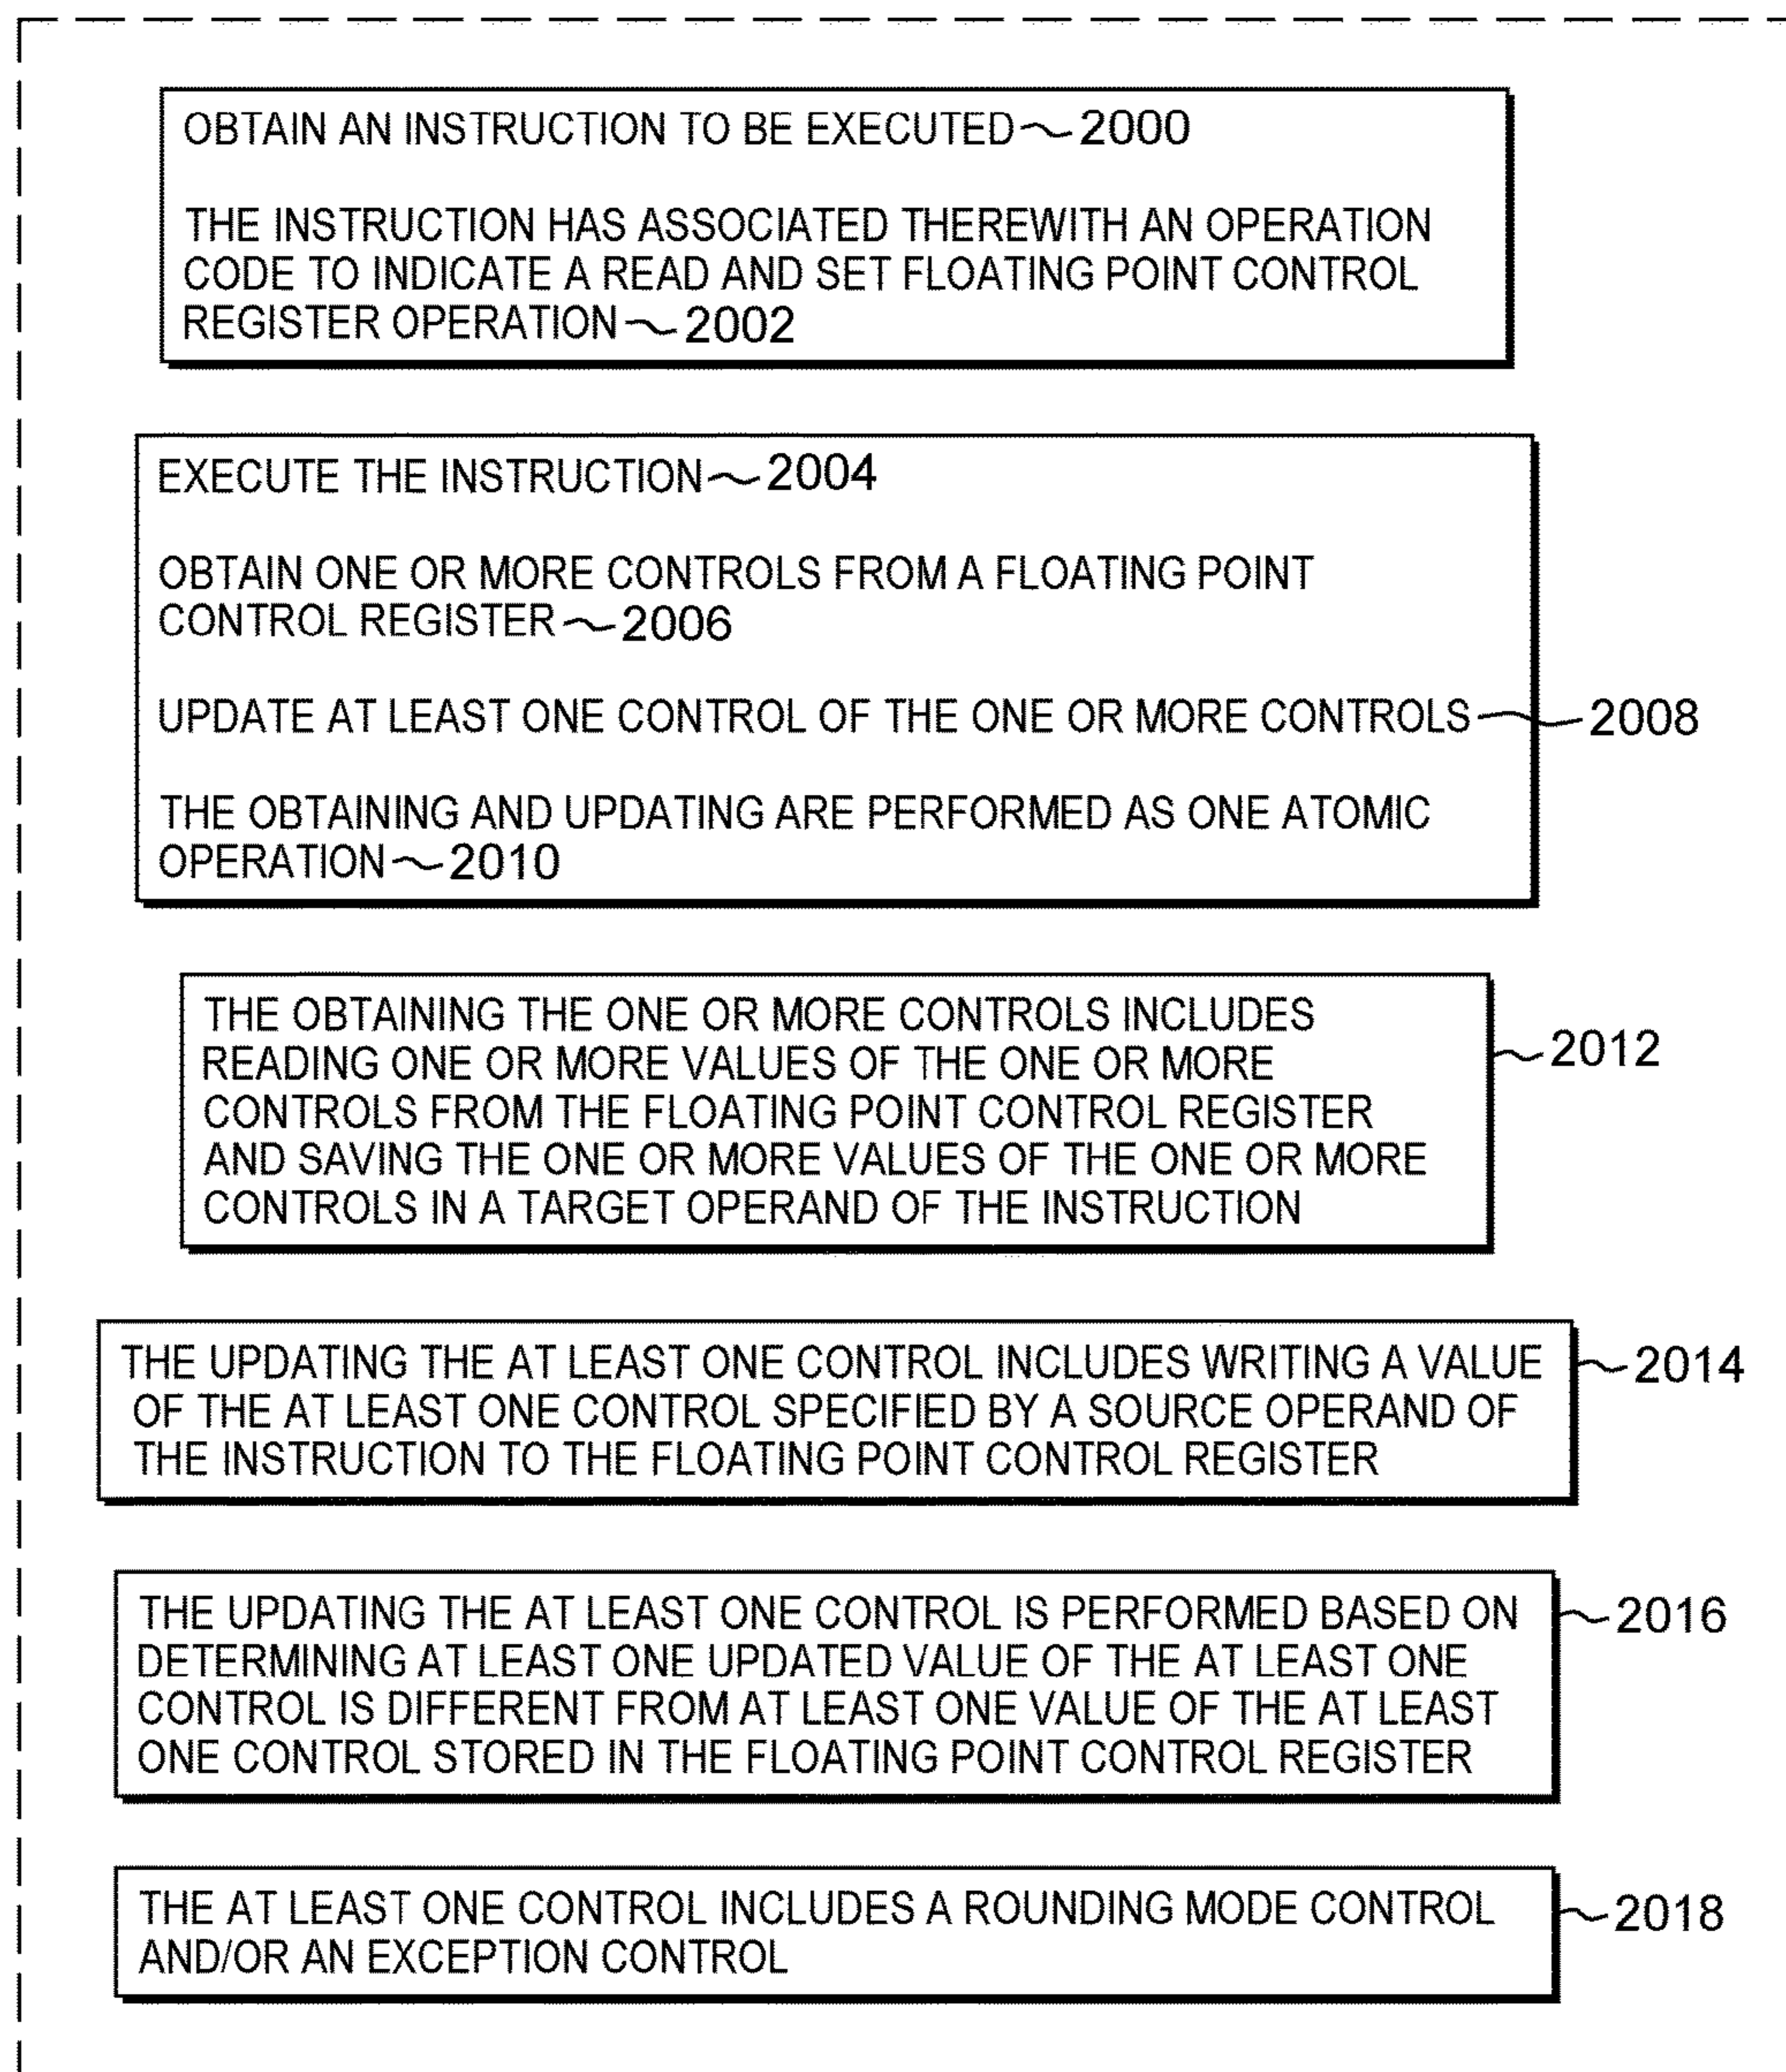 OBTAIN AN INSTRUCTION TO BE EXECUTED 2000
THE INSTRUCTION HAS ASSOCIATED THEREWITH AN OPERATION
CODE TO INDICATE A READ AND SET FLOATING POINT CONTROL
REGISTER OPERATION 2002
EXECUTE THE INSTRUCTION 2004
OBTAIN ONE OR MORE CONTROLS FROM A FLOATING POINT
CONTROL REGISTER 2006
UPDATE AT LEAST ONE CONTROL OF THE ONE OR MORE CONTROLS 2008
THE OBTAINING AND UPDATING ARE PERFORMED AS ONE ATOMIC
OPERATION 2010
THE OBTAINING THE ONE OR MORE CONTROLS INCLUDES
READING ONE OR MORE VALUES OF THE ONE OR MORE 2012
CONTROLS FROM THE FLOATING POINT CONTROL REGISTER
AND SAVING THE ONE OR MORE VALUES OF THE ONE OR MORE
CONTROLS IN A TARGET OPERAND OF THE INSTRUCTION
THE UPDATING THE AT LEAST ONE CONTROL INCLUDES WRITING A VALUE 2014
OF THE AT LEAST ONE CONTROL SPECIFIED BY A SOURCE OPERAND OF
THE INSTRUCTION TO THE FLOATING POINT CONTROL REGISTER
THE UPDATING THE AT LEAST ONE CONTROL IS PERFORMED BASED ON 2016
DETERMINING AT LEAST ONE UPDATED VALUE OF THE AT LEAST ONE
CONTROL IS DIFFERENT FROM AT LEAST ONE VALUE OF THE AT LEAST
ONE CONTROL STORED IN THE FLOATING POINT CONTROL REGISTER
THE AT LEAST ONE CONTROL INCLUDES A ROUNDING MODE CONTROL 2018
AND/OR AN EXCEPTION CONTROL